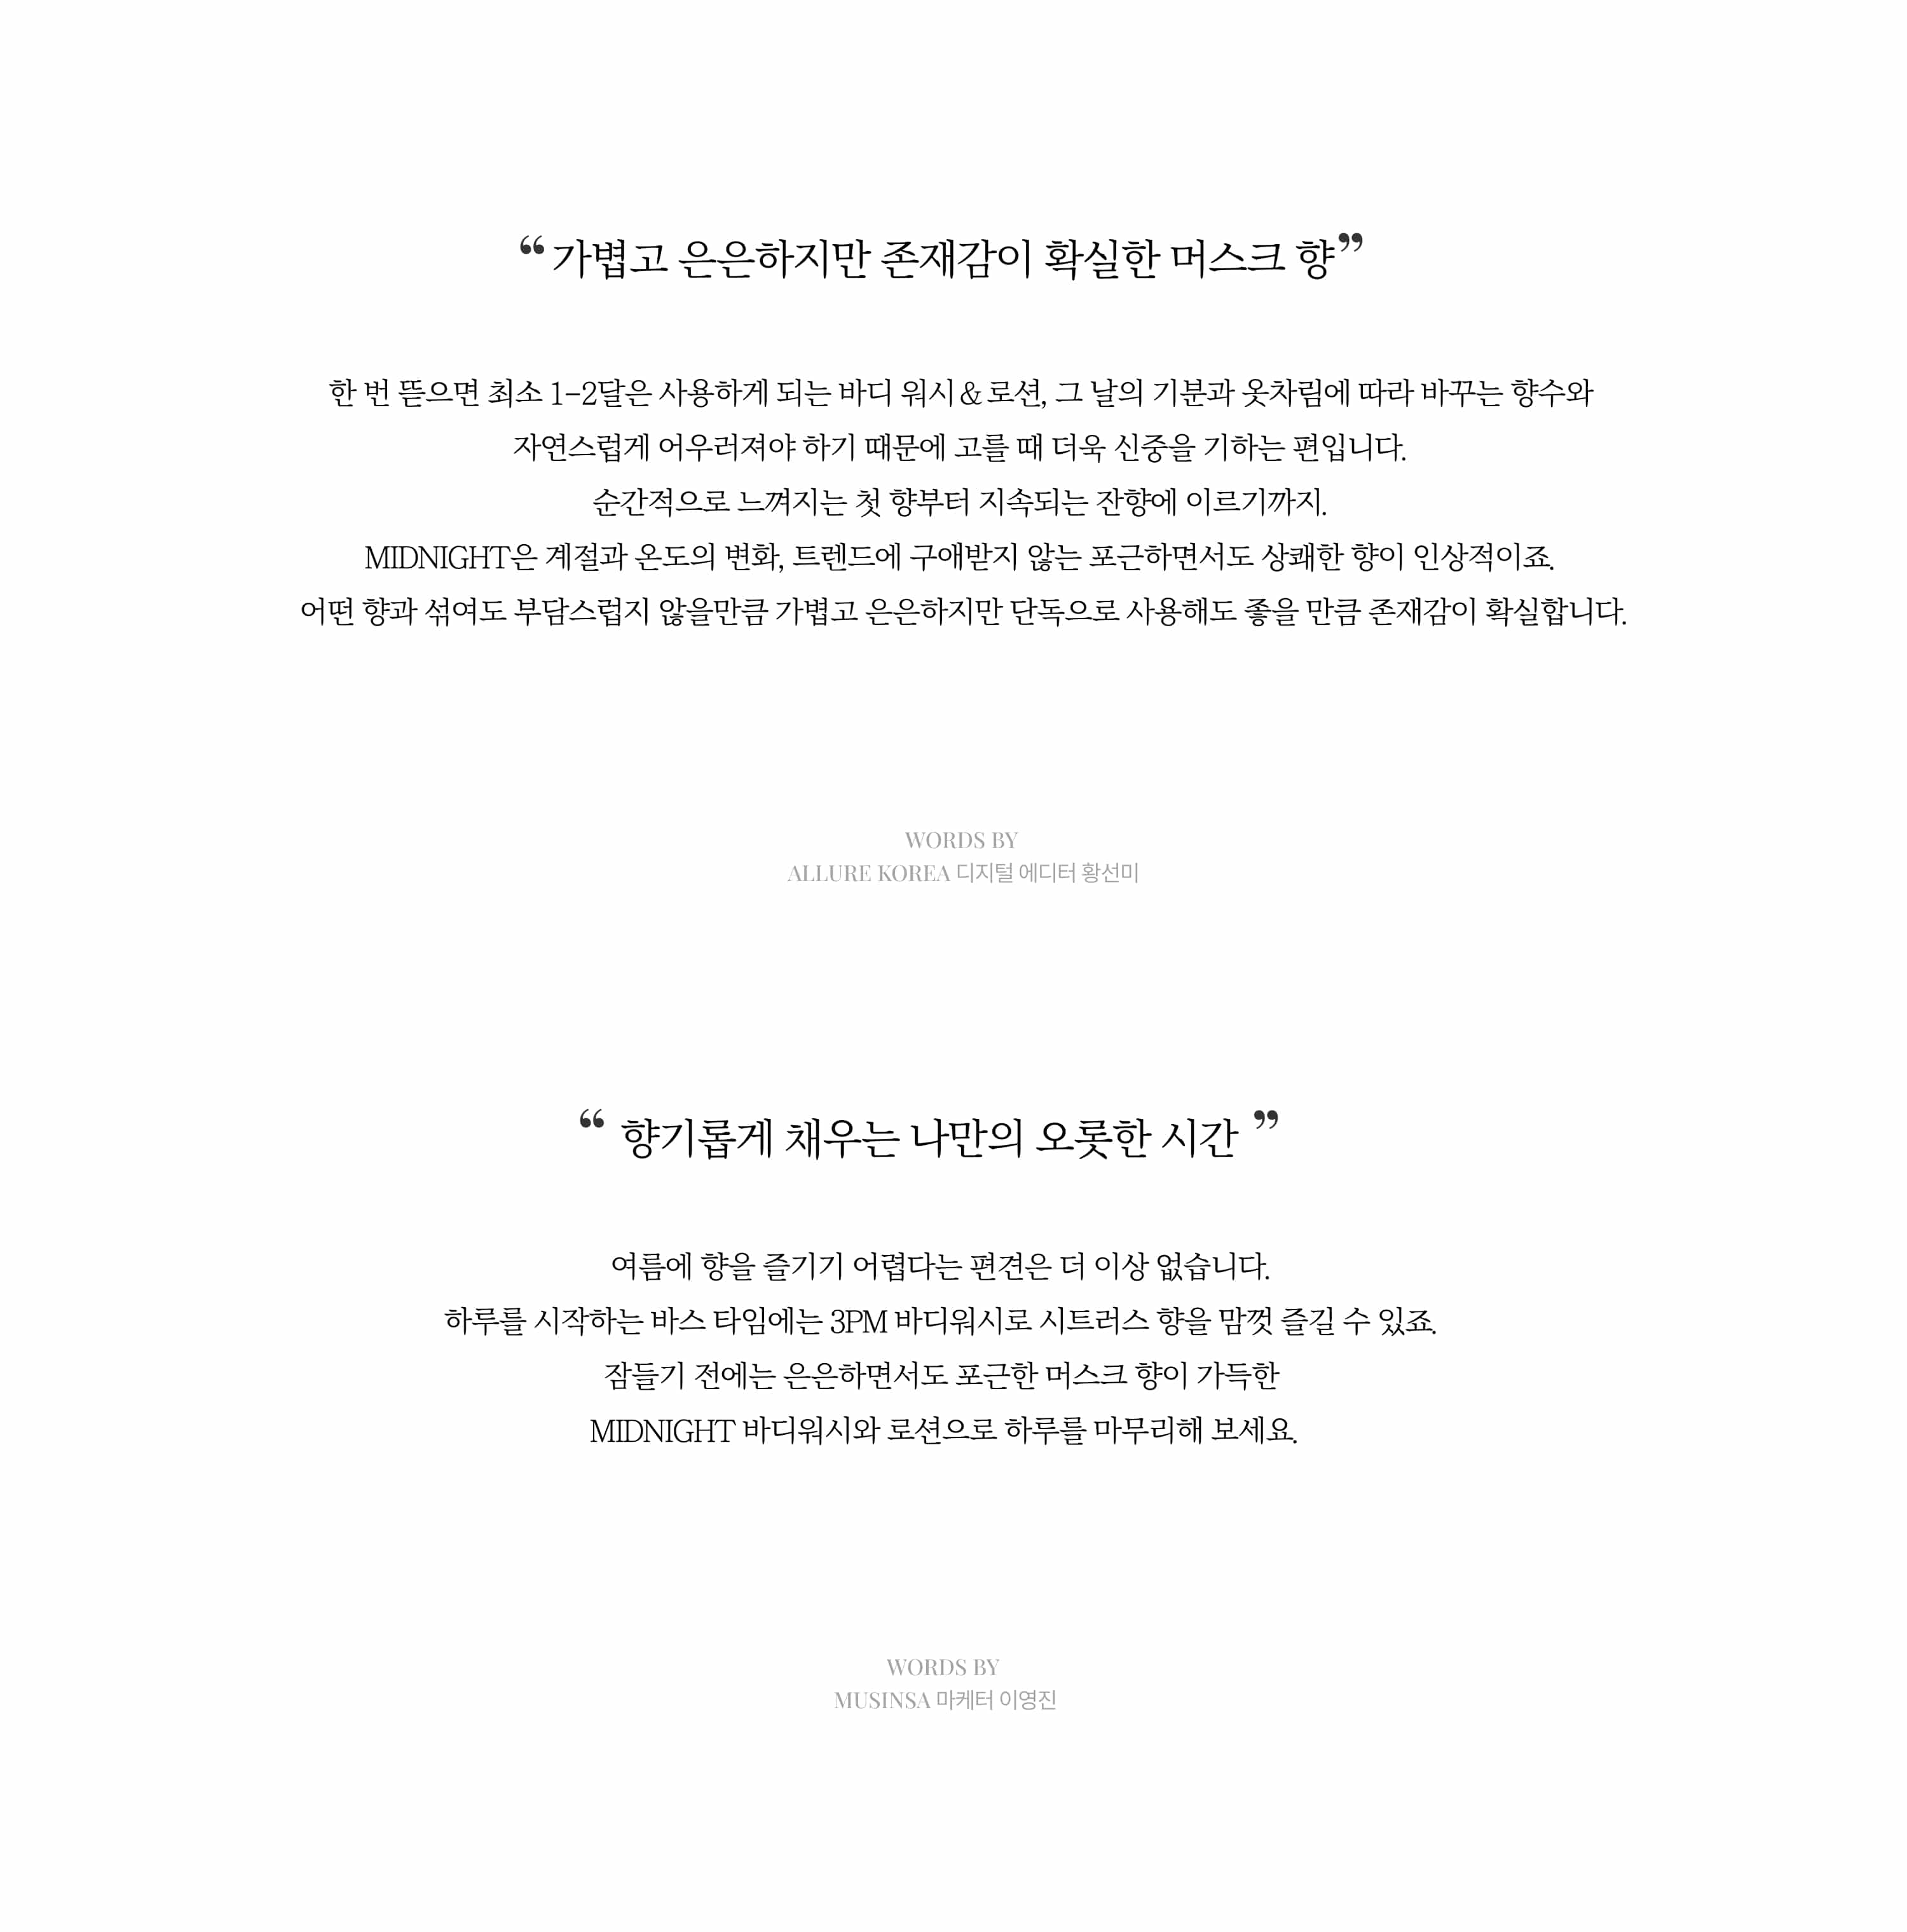 “가볍고 은은하지만 존재감이 확실한 머스크 향”
한 번 뜯으면 최소 1-2달은 사용하게 되는 바디 워시 & 로션, 그 날의 기분과 옷차림에 따라 바꾸는 향수와
자연스럽게 어우러져야 하기 때문에 고를 때 더욱 신중을 기하는 편입니다.
순간적으로 느껴지는 첫 향부터 지속되는 잔향에 이르기까지.
MIDNIGHT은 계절과 온도의 변화, 트렌드에 구애받지 않는 포근하면서도 상쾌한 향이 인상적이죠.
어떤 향과 섞여도 부담스럽지 않을만큼 가볍고 은은하지만 단독으로 사용해도 좋을 만큼 존재감이 확실합니다.
WORDS BY
ALLURE KOREA 디지털 에디터 황선미
“ 향기롭게 채우는 나만의 오롯한 시간 ”
여름에 향을 즐기기 어렵다는 편견은 더 이상 없습니다.
하루를 시작하는 바스 타임에는 3PM 바디워시로 시트러스 향을 맘껏 즐길 수 있죠.
잠들기 전에는 은은하면서도 포근한 머스크 향이 가득한
MIDNIGHT 바디워시와 로션으로 하루를 마무리해 보세요.
WORDS BY
MUSINSA 마케터 이영진